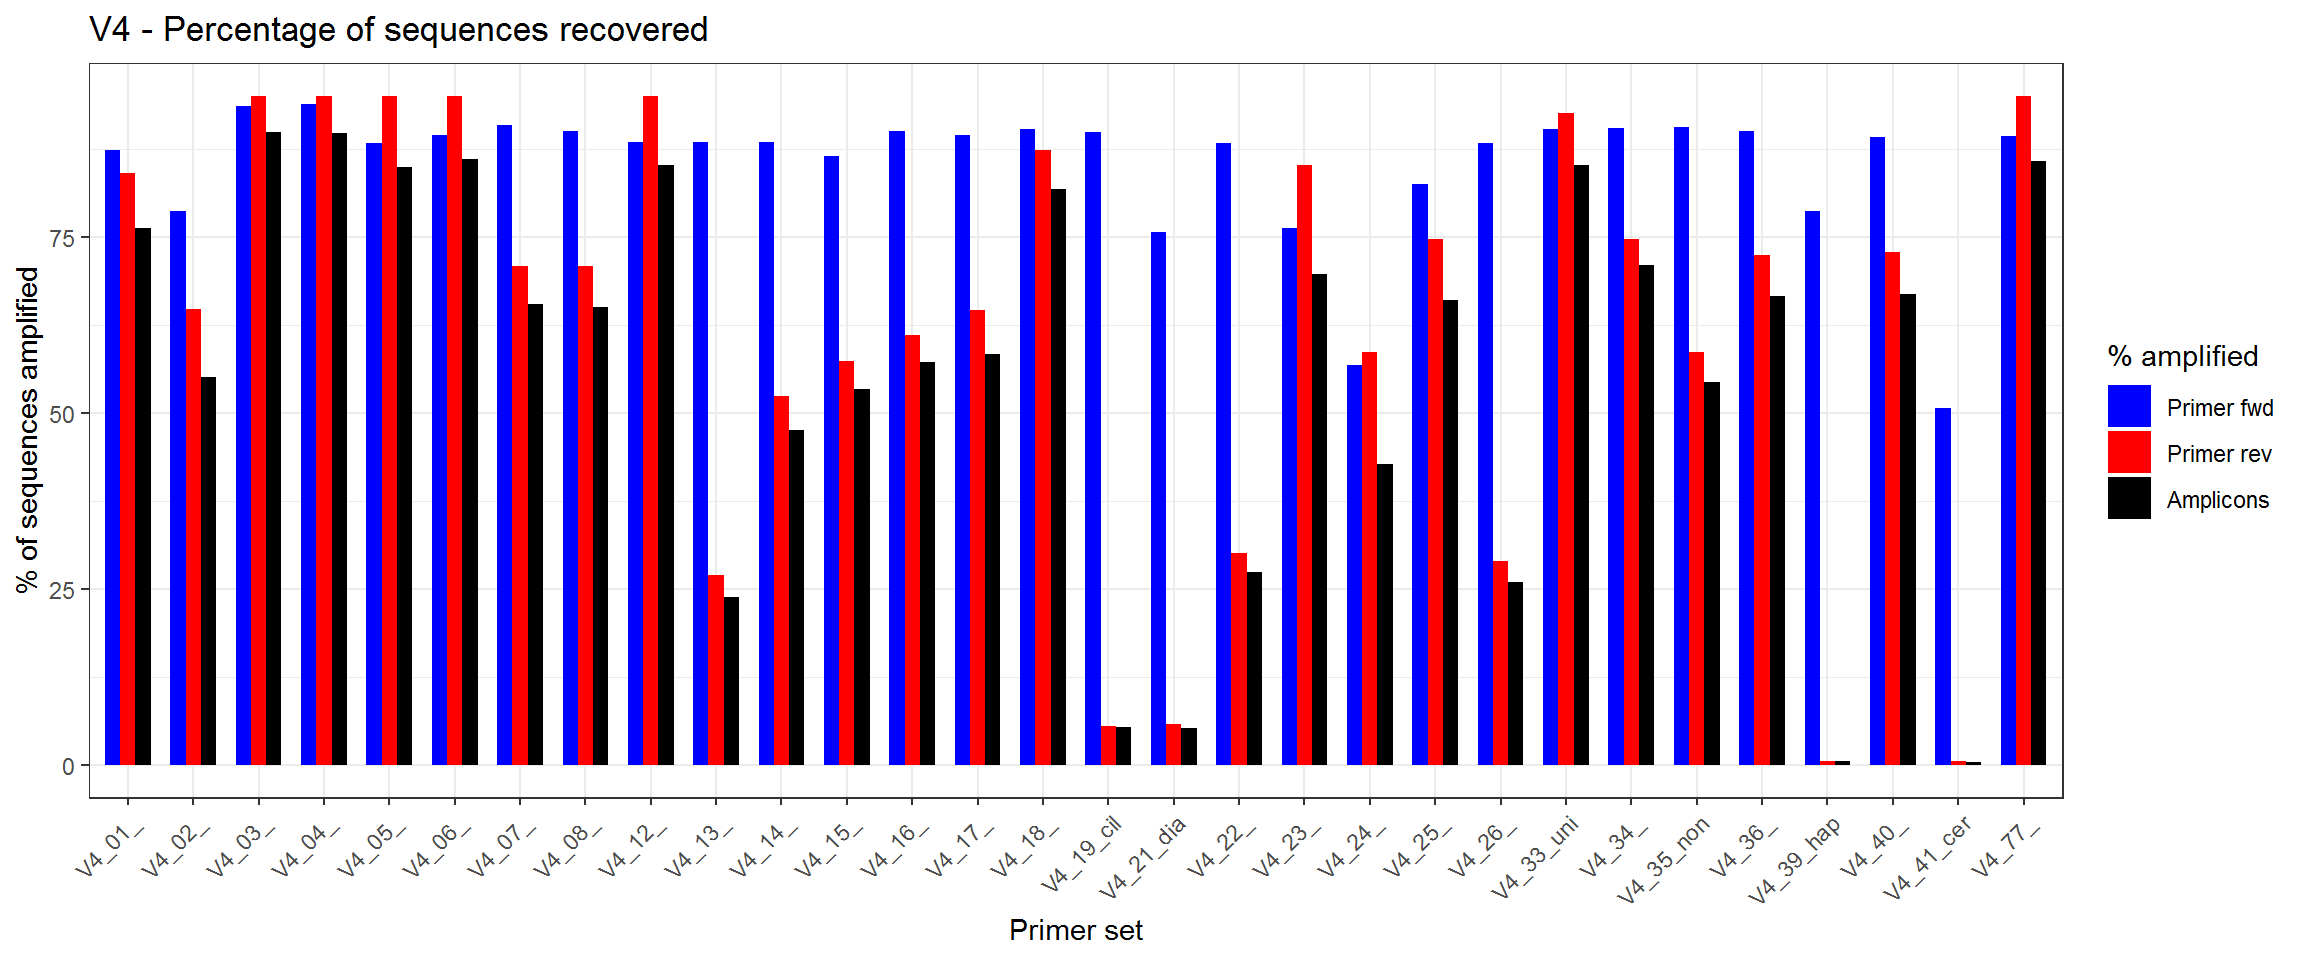 V4 - Percentage of sequences recovered
% of sequences amplified
75
50
25
0
V4_01_
V4_02_
V4_03_
V4_04_
V4_05_
V4_06_
V4_07_
V4_08_
V4_12_
V4_13_
V4_14_
V4_15_
V4_16_
V4_17_
V4_18_
V4_19_cil
V4_21_dia
V4_22_
V4_23_
V4_24_
V4_25_
V4_26_
V4_33_uni
V4_34_
V4_35_non
V4_36_
V4_39_hap
V4_40_
V4_41_cer
V4_77_
Primer set
% amplified
Primer fwd
Primer rev
Amplicons